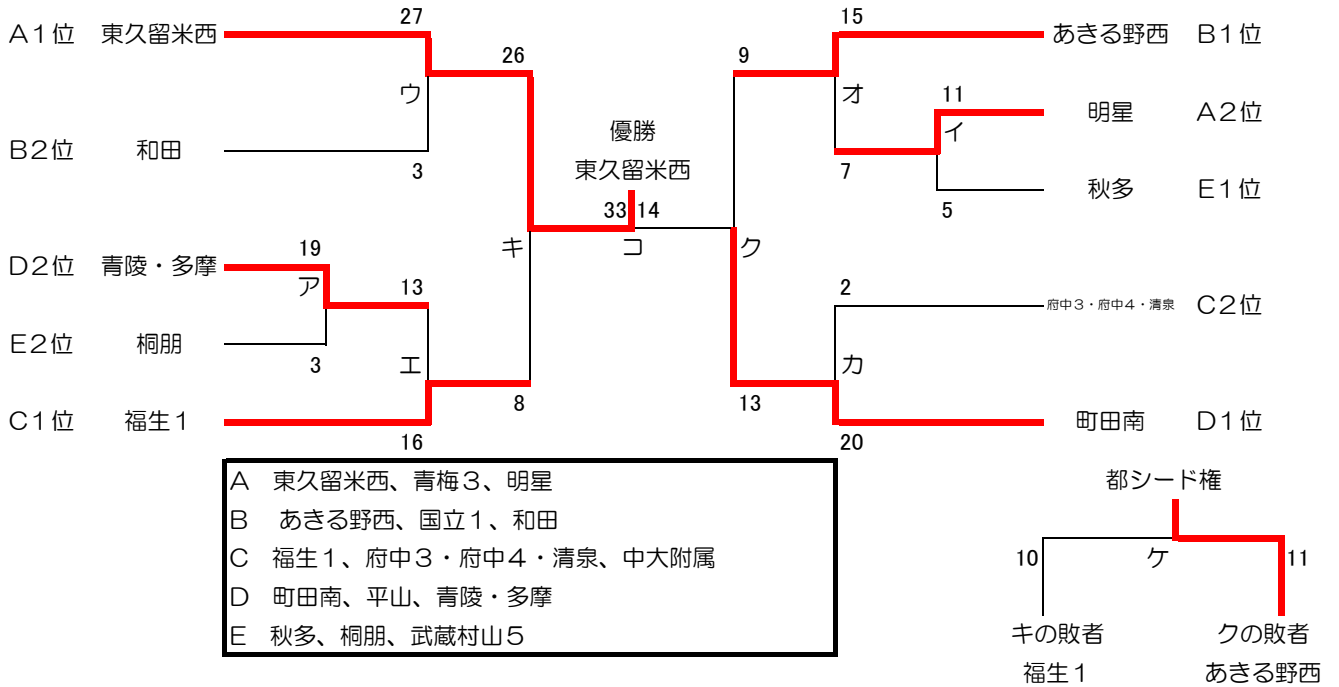 27
15
A1位 東久留米西
あきる野西 B1位
26
9
ウ
オ
11
明星 A2位
優勝
イ
B2位 和田
東久留米西
3
7
秋多 E1位
33 14
5
キ
コ
ク
19
D2位 青陵・多摩
ア
13
2
府中3・府中4・清泉 C2位
E2位 桐朋
3
エ
カ
8
13
C1位 福生1
町田南 D1位
16
20
A 東久留米西、青梅3、明星
B あきる野西、国立1、和田
C 福生1、府中3・府中4・清泉、中大附属
D 町田南、平山、青陵・多摩
E 秋多、桐朋、武蔵村山5
都シード権
10 ケ 11
キの敗者 クの敗者
福生1 あきる野西